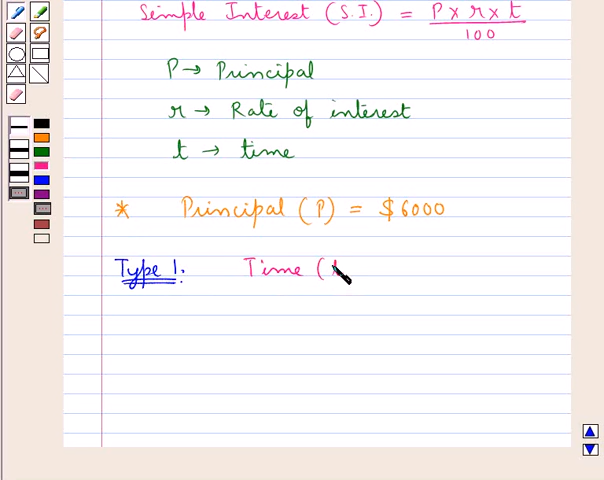 Simple Interest (S.I.) = P x r x t / 100
P → Principal
r → Rate of interest
t → time
* Principal (P) = $6000
Type 1: Time (t